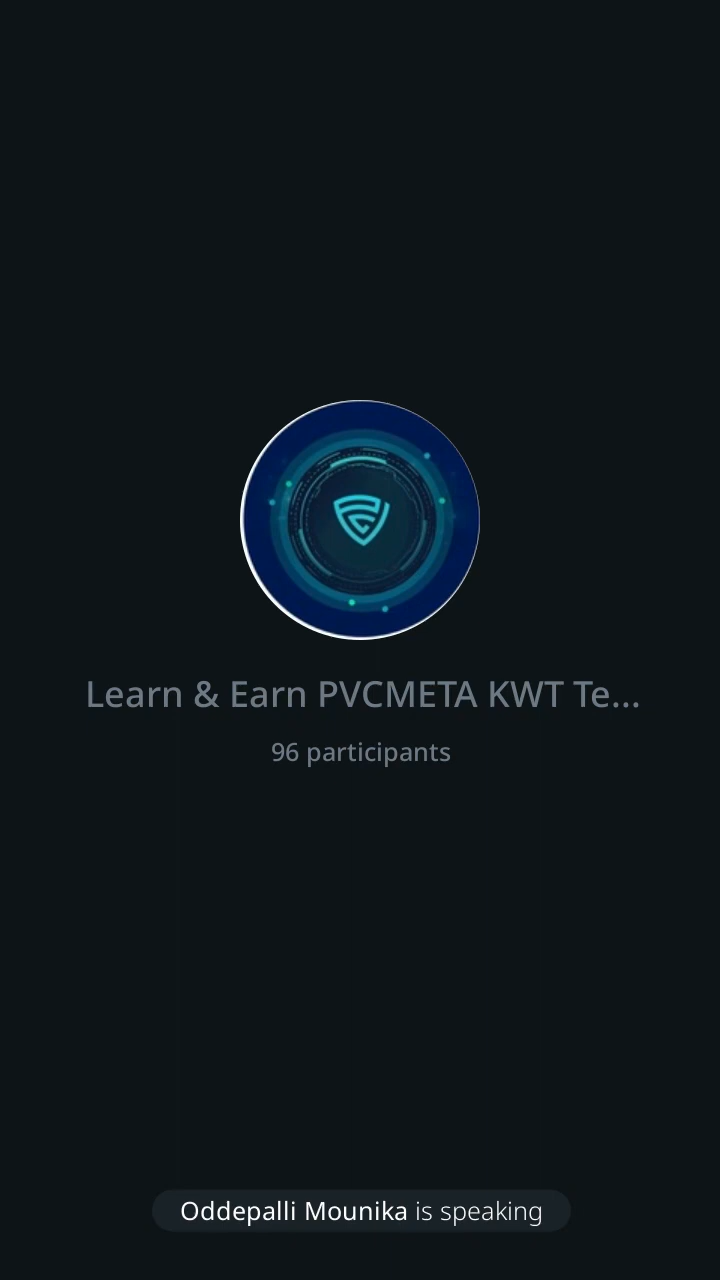 Learn & Earn PVCMETA KWT Te...
96 participants
Oddepalli Mounika is speaking